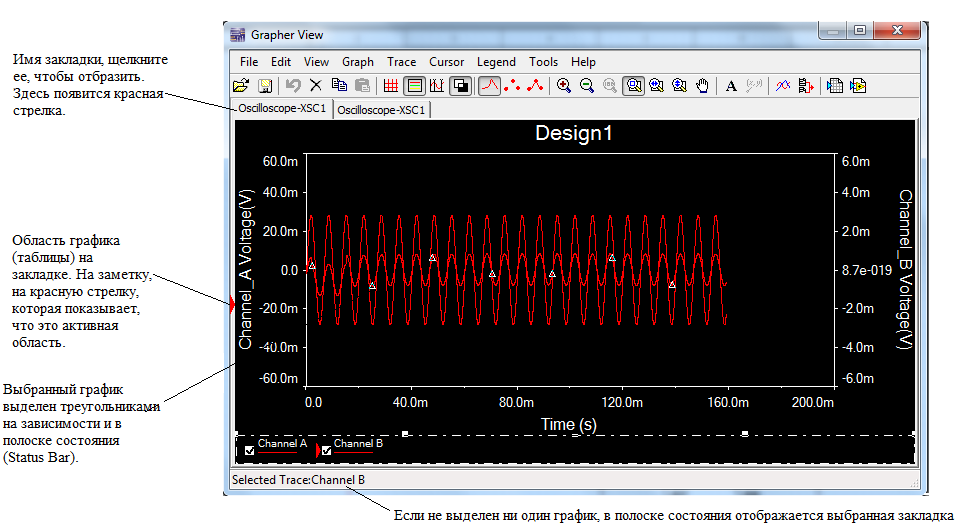 Grapher View
File Edit View Graph Trace Cursor Legend Tools Help
A
Oscilloscope-XSC1 Oscilloscope-XSC1
Имя закладки, щелкните
ее, чтобы отбразить.
Здесь появится красная
стрелка.
Область графика
(таблицы) на
закладке. На заметку,
на красную стрелку,
которая показывает,
что это активная
область.
Выбранный график
выделен треугольниками
на зависимости и в
полоске состояния
(Status Bar).
Design1
Channel_A Voltage(V)
60.0m
40.0m
20.0m
0.0
-20.0m
-40.0m
-60.0m
6.0m
4.0m
2.0m
8.7e-019
-2.0m
-4.0m
-6.0m
Channel_B Voltage(V)
0.0 40.0m 80.0m 120.0m 160.0m 200.0m
Time (s)
Channel A Channel B
Selected Trace:Channel B
Если не выделен ни один график, в полоске состояния отображается выбранная закладка